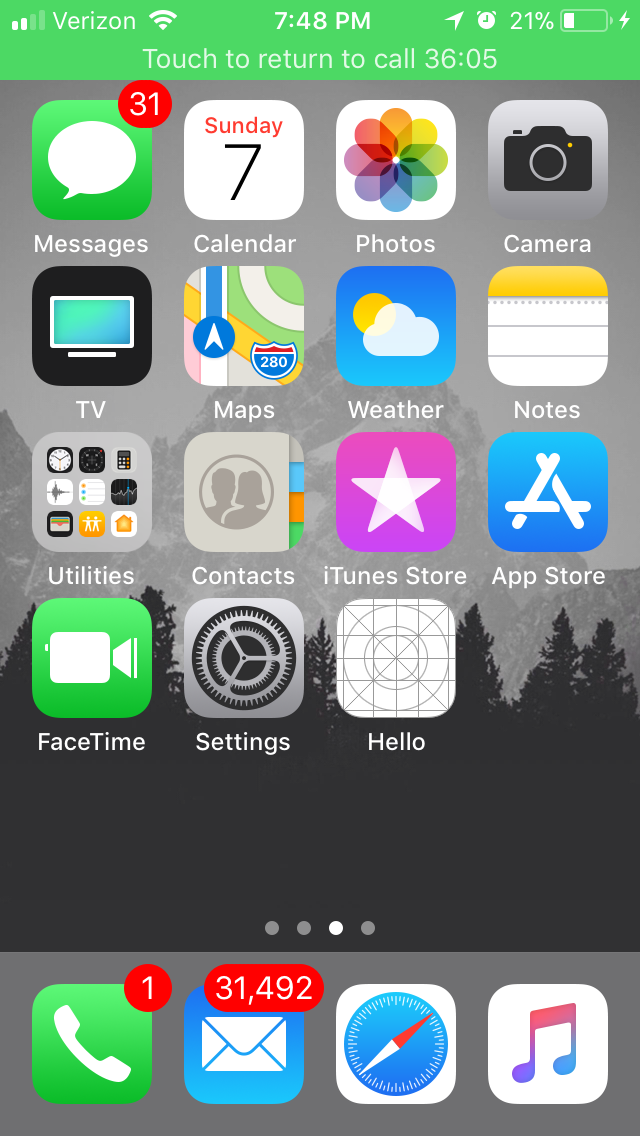 Verizon 7:48 PM 21%
Touch to return to call 36:05
31
Sunday
7
Messages Calendar Photos Camera
280
TV Maps Weather Notes
Utilities Contacts iTunes Store App Store
FaceTime Settings Hello
1 31,492